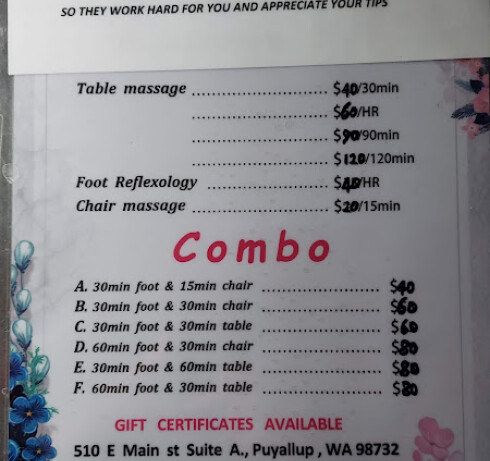 SO THEY WORK HARD FOR YOU AND APPRECIATE YOUR TIPS
Table massage ........................ $40/30min
........................ $60/HR
........................ $90/90min
........................ $120/120min
Foot Reflexology ..................... $40/HR
Chair massage ........................ $20/15min
Combo
A. 30min foot & 15min chair .................... $40
B. 30min foot & 30min chair .................... $60
C. 30min foot & 30min table .................... $60
D. 60min foot & 30min chair .................... $80
E. 30min foot & 60min table .................... $80
F. 60min foot & 30min table .................... $80
GIFT CERTIFICATES AVAILABLE
510 E Main st Suite A., Puyallup , WA 98732